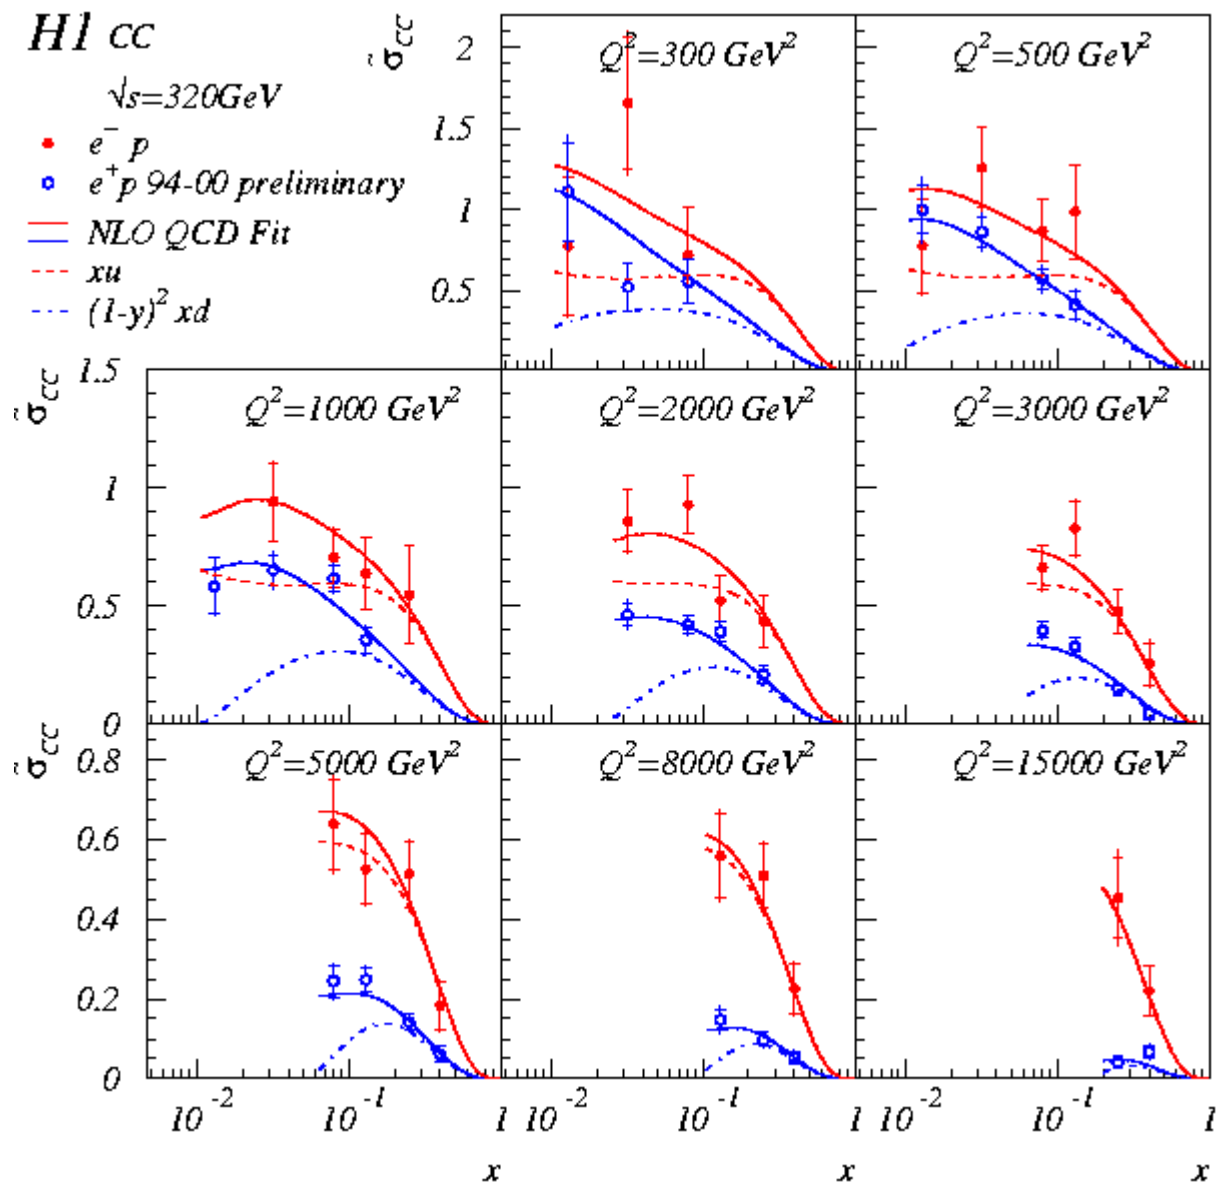 H1 CC
√s=320GeV
e⁻ p
e⁺p 94-00 preliminary
NLO QCD Fit
xu
(1-y)² xd
σ̃CC
2
1.5
1
0.5
Q²=300 GeV²
Q²=500 GeV²
σ̃CC
1.5
1
0.5
0
Q²=1000 GeV²
Q²=2000 GeV²
Q²=3000 GeV²
σ̃CC
0.8
0.6
0.4
0.2
0
Q²=5000 GeV²
Q²=8000 GeV²
Q²=15000 GeV²
10⁻² 10⁻¹ 1 10⁻² 10⁻¹ 1 10⁻² 10⁻¹ 1
x x x